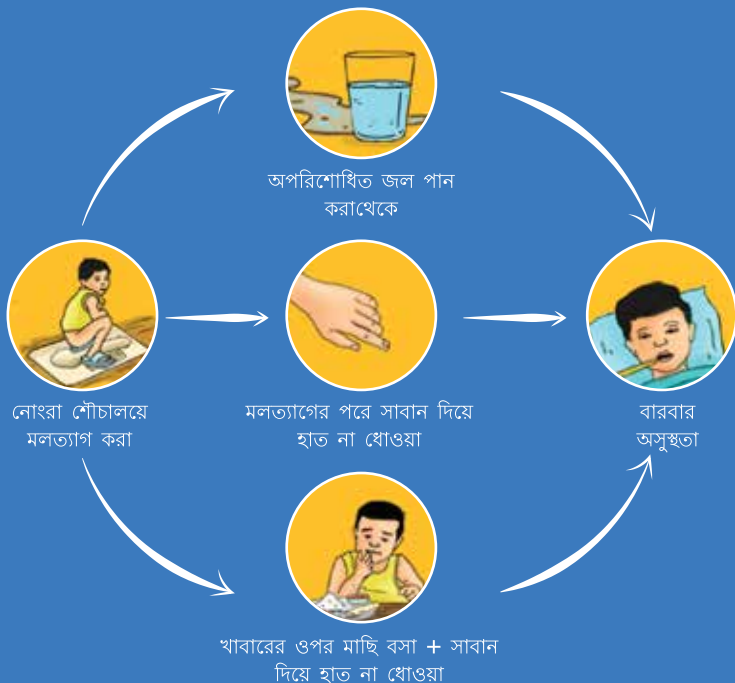 অপরিশোধিত জল পান
করাথেকে
নোংরা শৌচালয়ে
মলত্যাগ করা
মলত্যাগের পরে সাবান দিয়ে
হাত না ধোওয়া
বারবার
অসুস্থতা
খাবারের ওপর মাছি বসা + সাবান
দিয়ে হাত না ধোওয়া